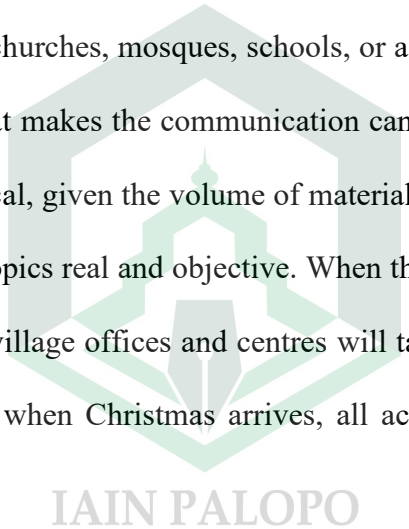 churches, mosques, schools, or a
at makes the communication can
cal, given the volume of material
opics real and objective. When th
village offices and centres will ta
when Christmas arrives, all ac
IAIN PALOPO